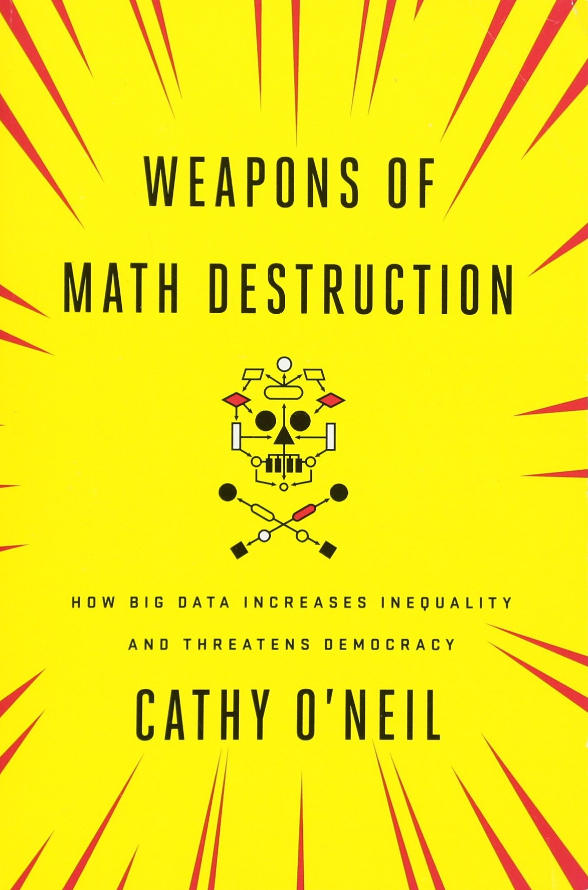 WEAPONS OF
MATH DESTRUCTION
HOW BIG DATA INCREASES INEQUALITY
AND THREATENS DEMOCRACY
CATHY O'NEIL